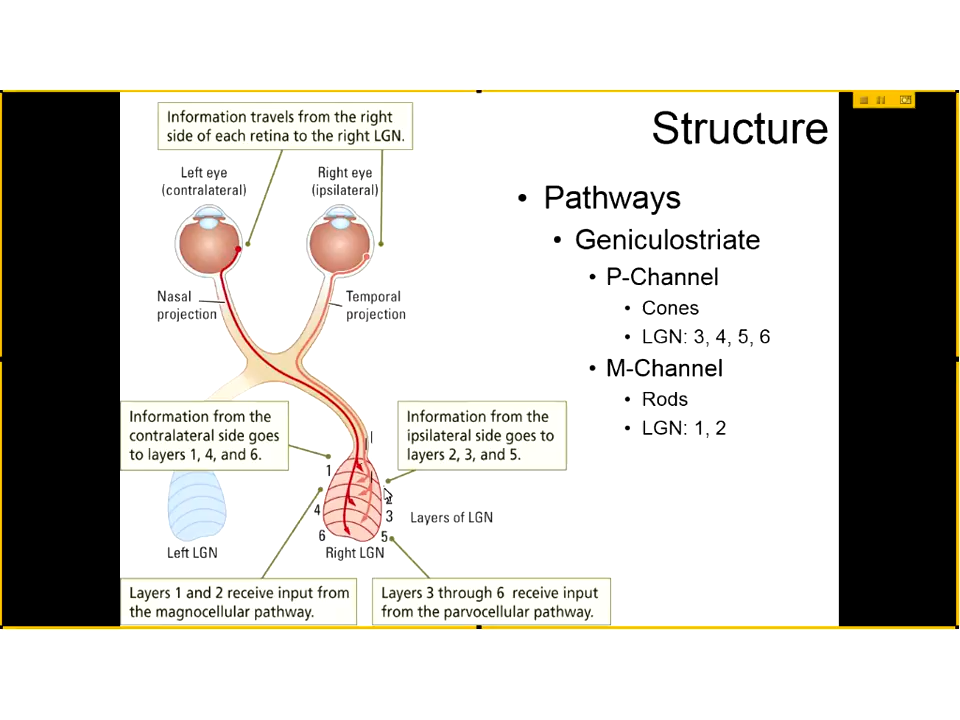 Information travels from the right
side of each retina to the right LGN.
Structure
Left eye
(contralateral)
Right eye
(ipsilateral)
• Pathways
• Geniculostriate
• P-Channel
• Cones
• LGN: 3, 4, 5, 6
• M-Channel
• Rods
• LGN: 1, 2
Nasal
projection
Temporal
projection
Information from the
contralateral side goes
to layers 1, 4, and 6.
Information from the
ipsilateral side goes to
layers 2, 3, and 5.
1
2
4
3
6
5
Layers of LGN
Left LGN
Right LGN
Layers 1 and 2 receive input from
the magnocellular pathway.
Layers 3 through 6 receive input
from the parvocellular pathway.